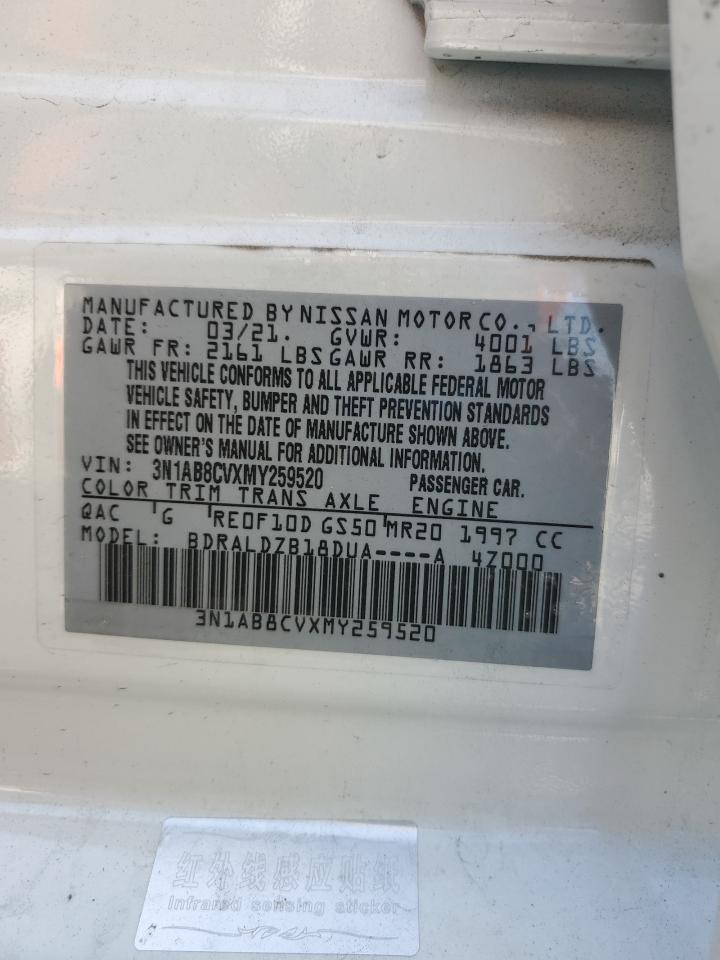 MANUFACTURED BY NISSAN MOTOR CO., LTD.
DATE: 03/21. GVWR: 4001 LBS
GAWR FR: 2161 LBS GAWR RR: 1863 LBS
THIS VEHICLE CONFORMS TO ALL APPLICABLE FEDERAL MOTOR
VEHICLE SAFETY, BUMPER AND THEFT PREVENTION STANDARDS
IN EFFECT ON THE DATE OF MANUFACTURE SHOWN ABOVE.
SEE OWNER'S MANUAL FOR ADDITIONAL INFORMATION.
VIN: 3N1AB8CVXMY259520 PASSENGER CAR.
COLOR TRIM TRANS AXLE ENGINE
QAC G RE0F10D GS50 MR20 1997 CC
MODEL: BDRALDZB18DUA----A 4Z000
3N1AB8CVXMY259520
红外线感应贴纸
Infrared sensing sticker